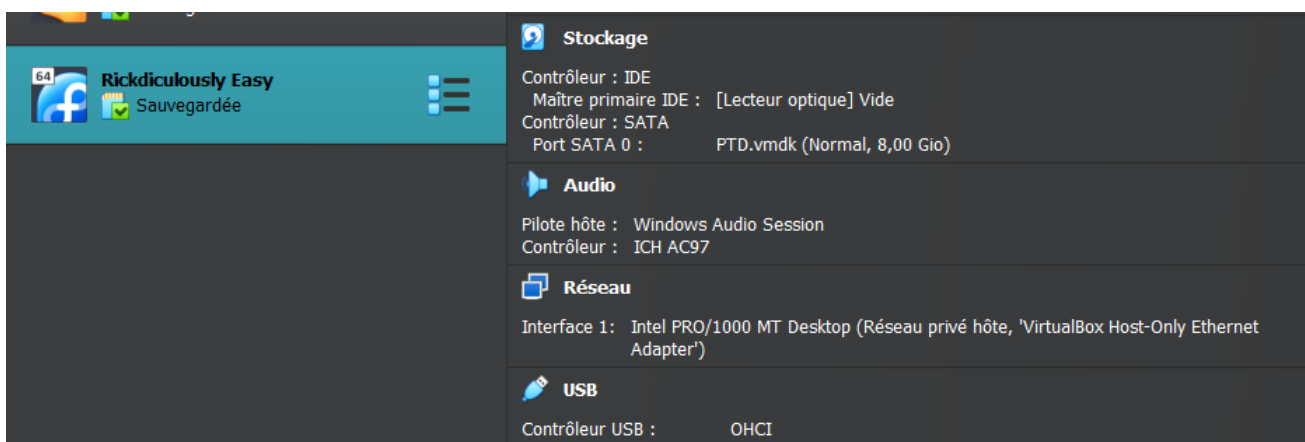 64
Rickdiculously Easy
Sauvegardée
Stockage
Contrôleur : IDE
Maître primaire IDE : [Lecteur optique] Vide
Contrôleur : SATA
Port SATA 0 : PTD.vmdk (Normal, 8,00 Gio)
Audio
Pilote hôte : Windows Audio Session
Contrôleur : ICH AC97
Réseau
Interface 1: Intel PRO/1000 MT Desktop (Réseau privé hôte, 'VirtualBox Host-Only Ethernet
Adapter')
USB
Contrôleur USB : OHCI